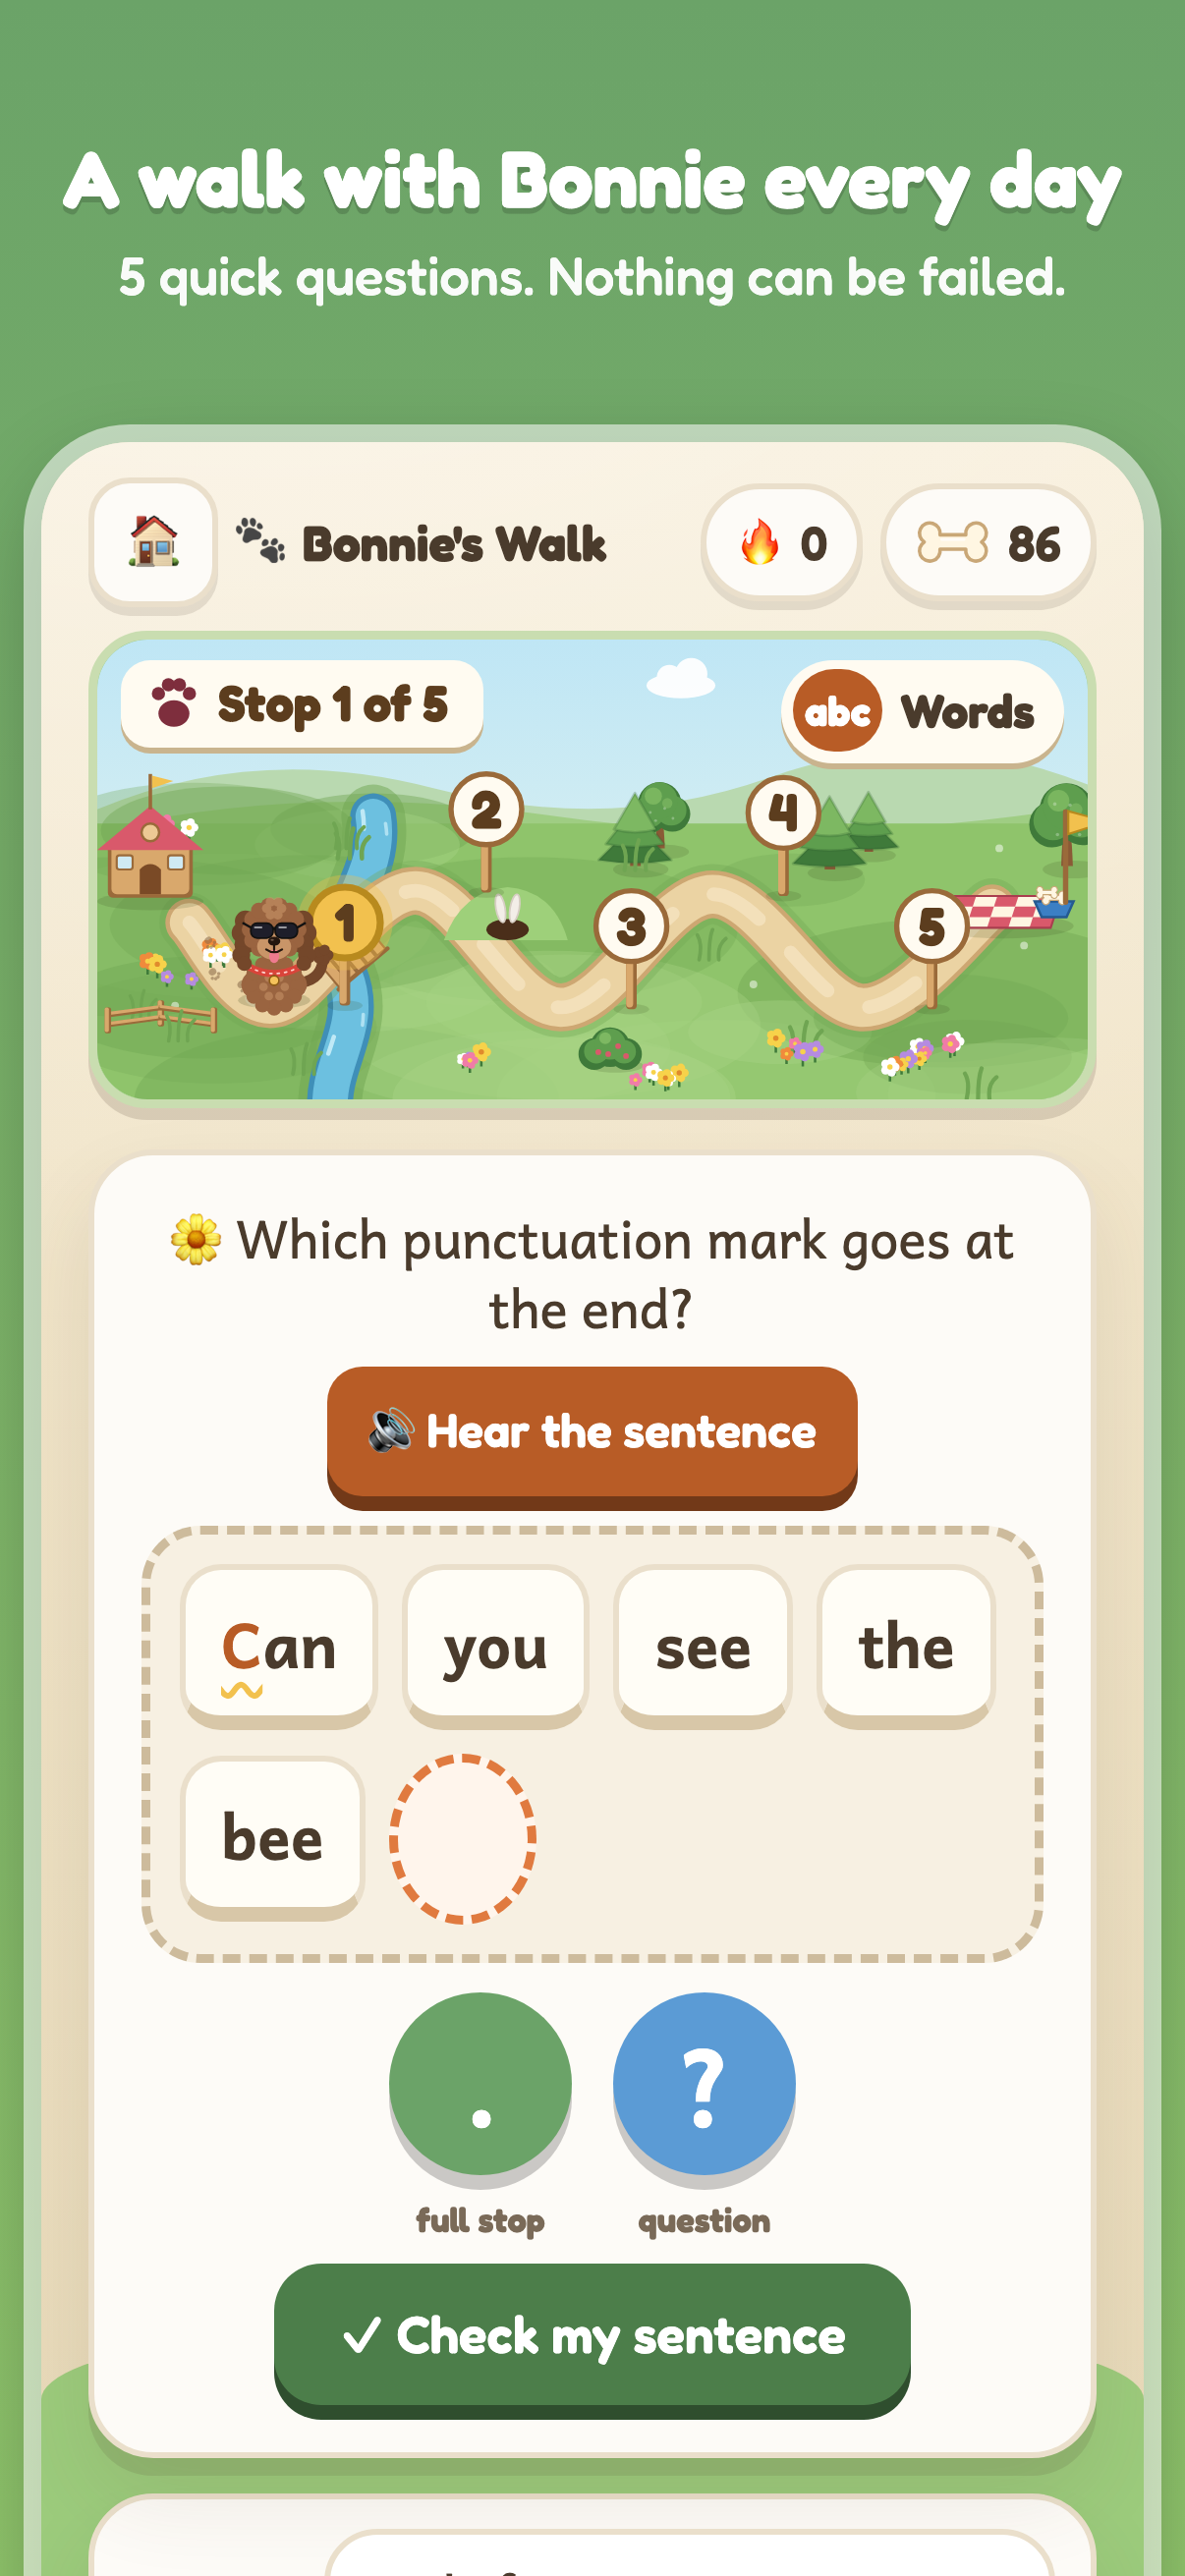 A walk with Bonnie every day
5 quick questions. Nothing can be failed.
Bonnie's Walk
0
86
Stop 1 of 5
abc Words
2
4
1
3
5
Which punctuation mark goes at
the end?
Hear the sentence
Can you see the
bee
. ?
full stop question
✓ Check my sentence